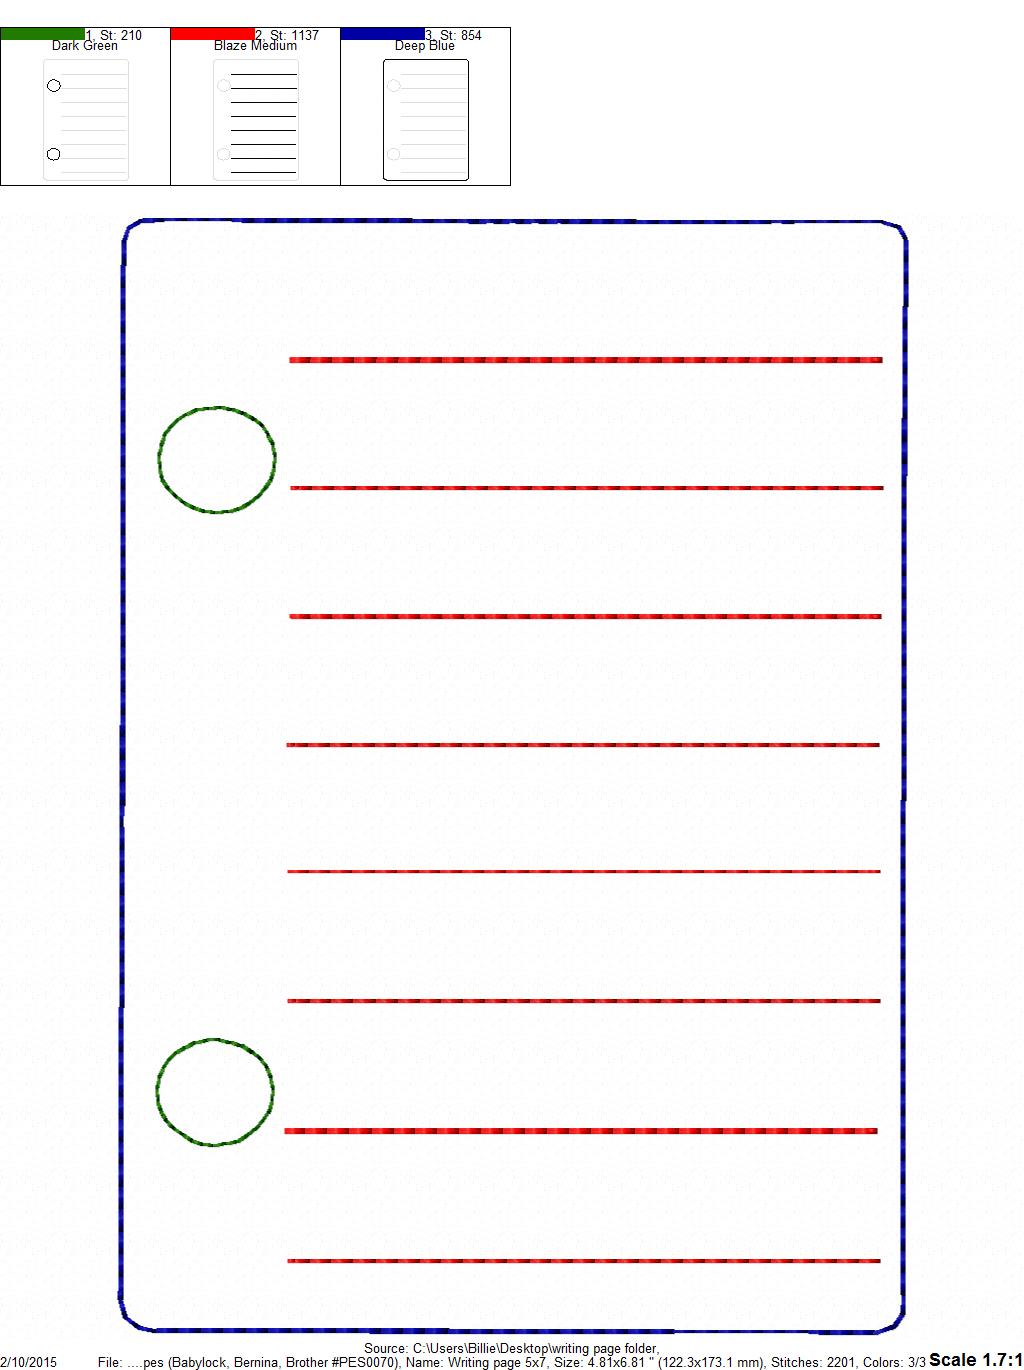 1, St: 210
Dark Green
2, St: 1137
Blaze Medium
3, St: 854
Deep Blue
Source: C:\Users\Billie\Desktop\writing page folder,
2/10/2015 File: ....pes (Babylock, Bernina, Brother #PES0070), Name: Writing page 5x7, Size: 4.81x6.81 " (122.3x173.1 mm), Stitches: 2201, Colors: 3/3 Scale 1.7:1